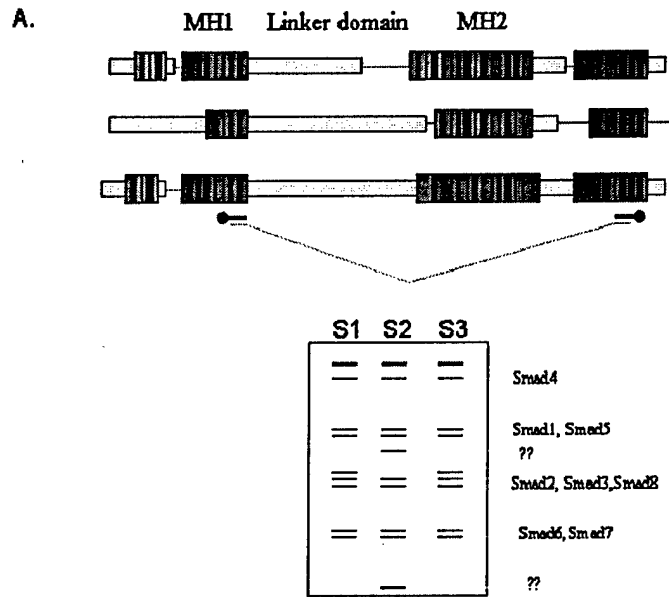 A.
MH1 Linker domain MH2
S1 S2 S3
Smad4
Smad1, Smad5
??
Smad2, Smad3,Smad8
Smad6, Smad7
??